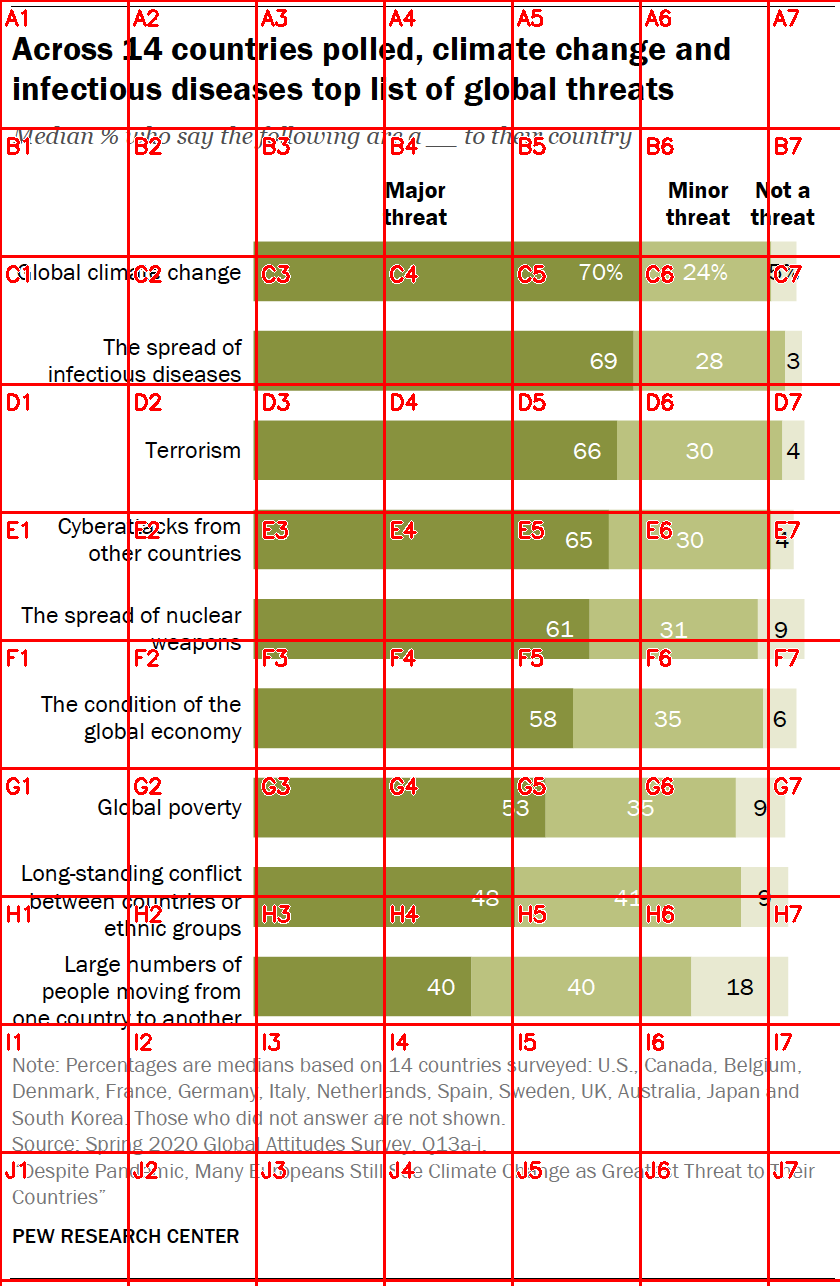 Across 14 countries polled, climate change and
infectious diseases top list of global threats
Median % who say the following are a ___ to their country
Major threat
Minor threat
Not a threat
Global climate change 70% 24% 5%
The spread of
infectious diseases 69 28 3
Terrorism 66 30 4
Cyberattacks from
other countries 65 30 4
The spread of nuclear
weapons 61 31 9
The condition of the
global economy 58 35 6
Global poverty 53 35 9
Long-standing conflict
between countries or
ethnic groups 48 41 9
Large numbers of
people moving from
one country to another 40 40 18
Note: Percentages are medians based on 14 countries surveyed: U.S., Canada, Belgium,
Denmark, France, Germany, Italy, Netherlands, Spain, Sweden, UK, Australia, Japan and
South Korea. Those who did not answer are not shown.
Source: Spring 2020 Global Attitudes Survey. Q13a-i.
“Despite Pandemic, Many Europeans Still See Climate Change as Greatest Threat to Their
Countries”
PEW RESEARCH CENTER
A1 A2 A3 A4 A5 A6 A7
B1 B2 B3 B4 B5 B6 B7
C1 C2 C3 C4 C5 C6 C7
D1 D2 D3 D4 D5 D6 D7
E1 E2 E3 E4 E5 E6 E7
F1 F2 F3 F4 F5 F6 F7
G1 G2 G3 G4 G5 G6 G7
H1 H2 H3 H4 H5 H6 H7
I1 I2 I3 I4 I5 I6 I7
J1 J2 J3 J4 J5 J6 J7